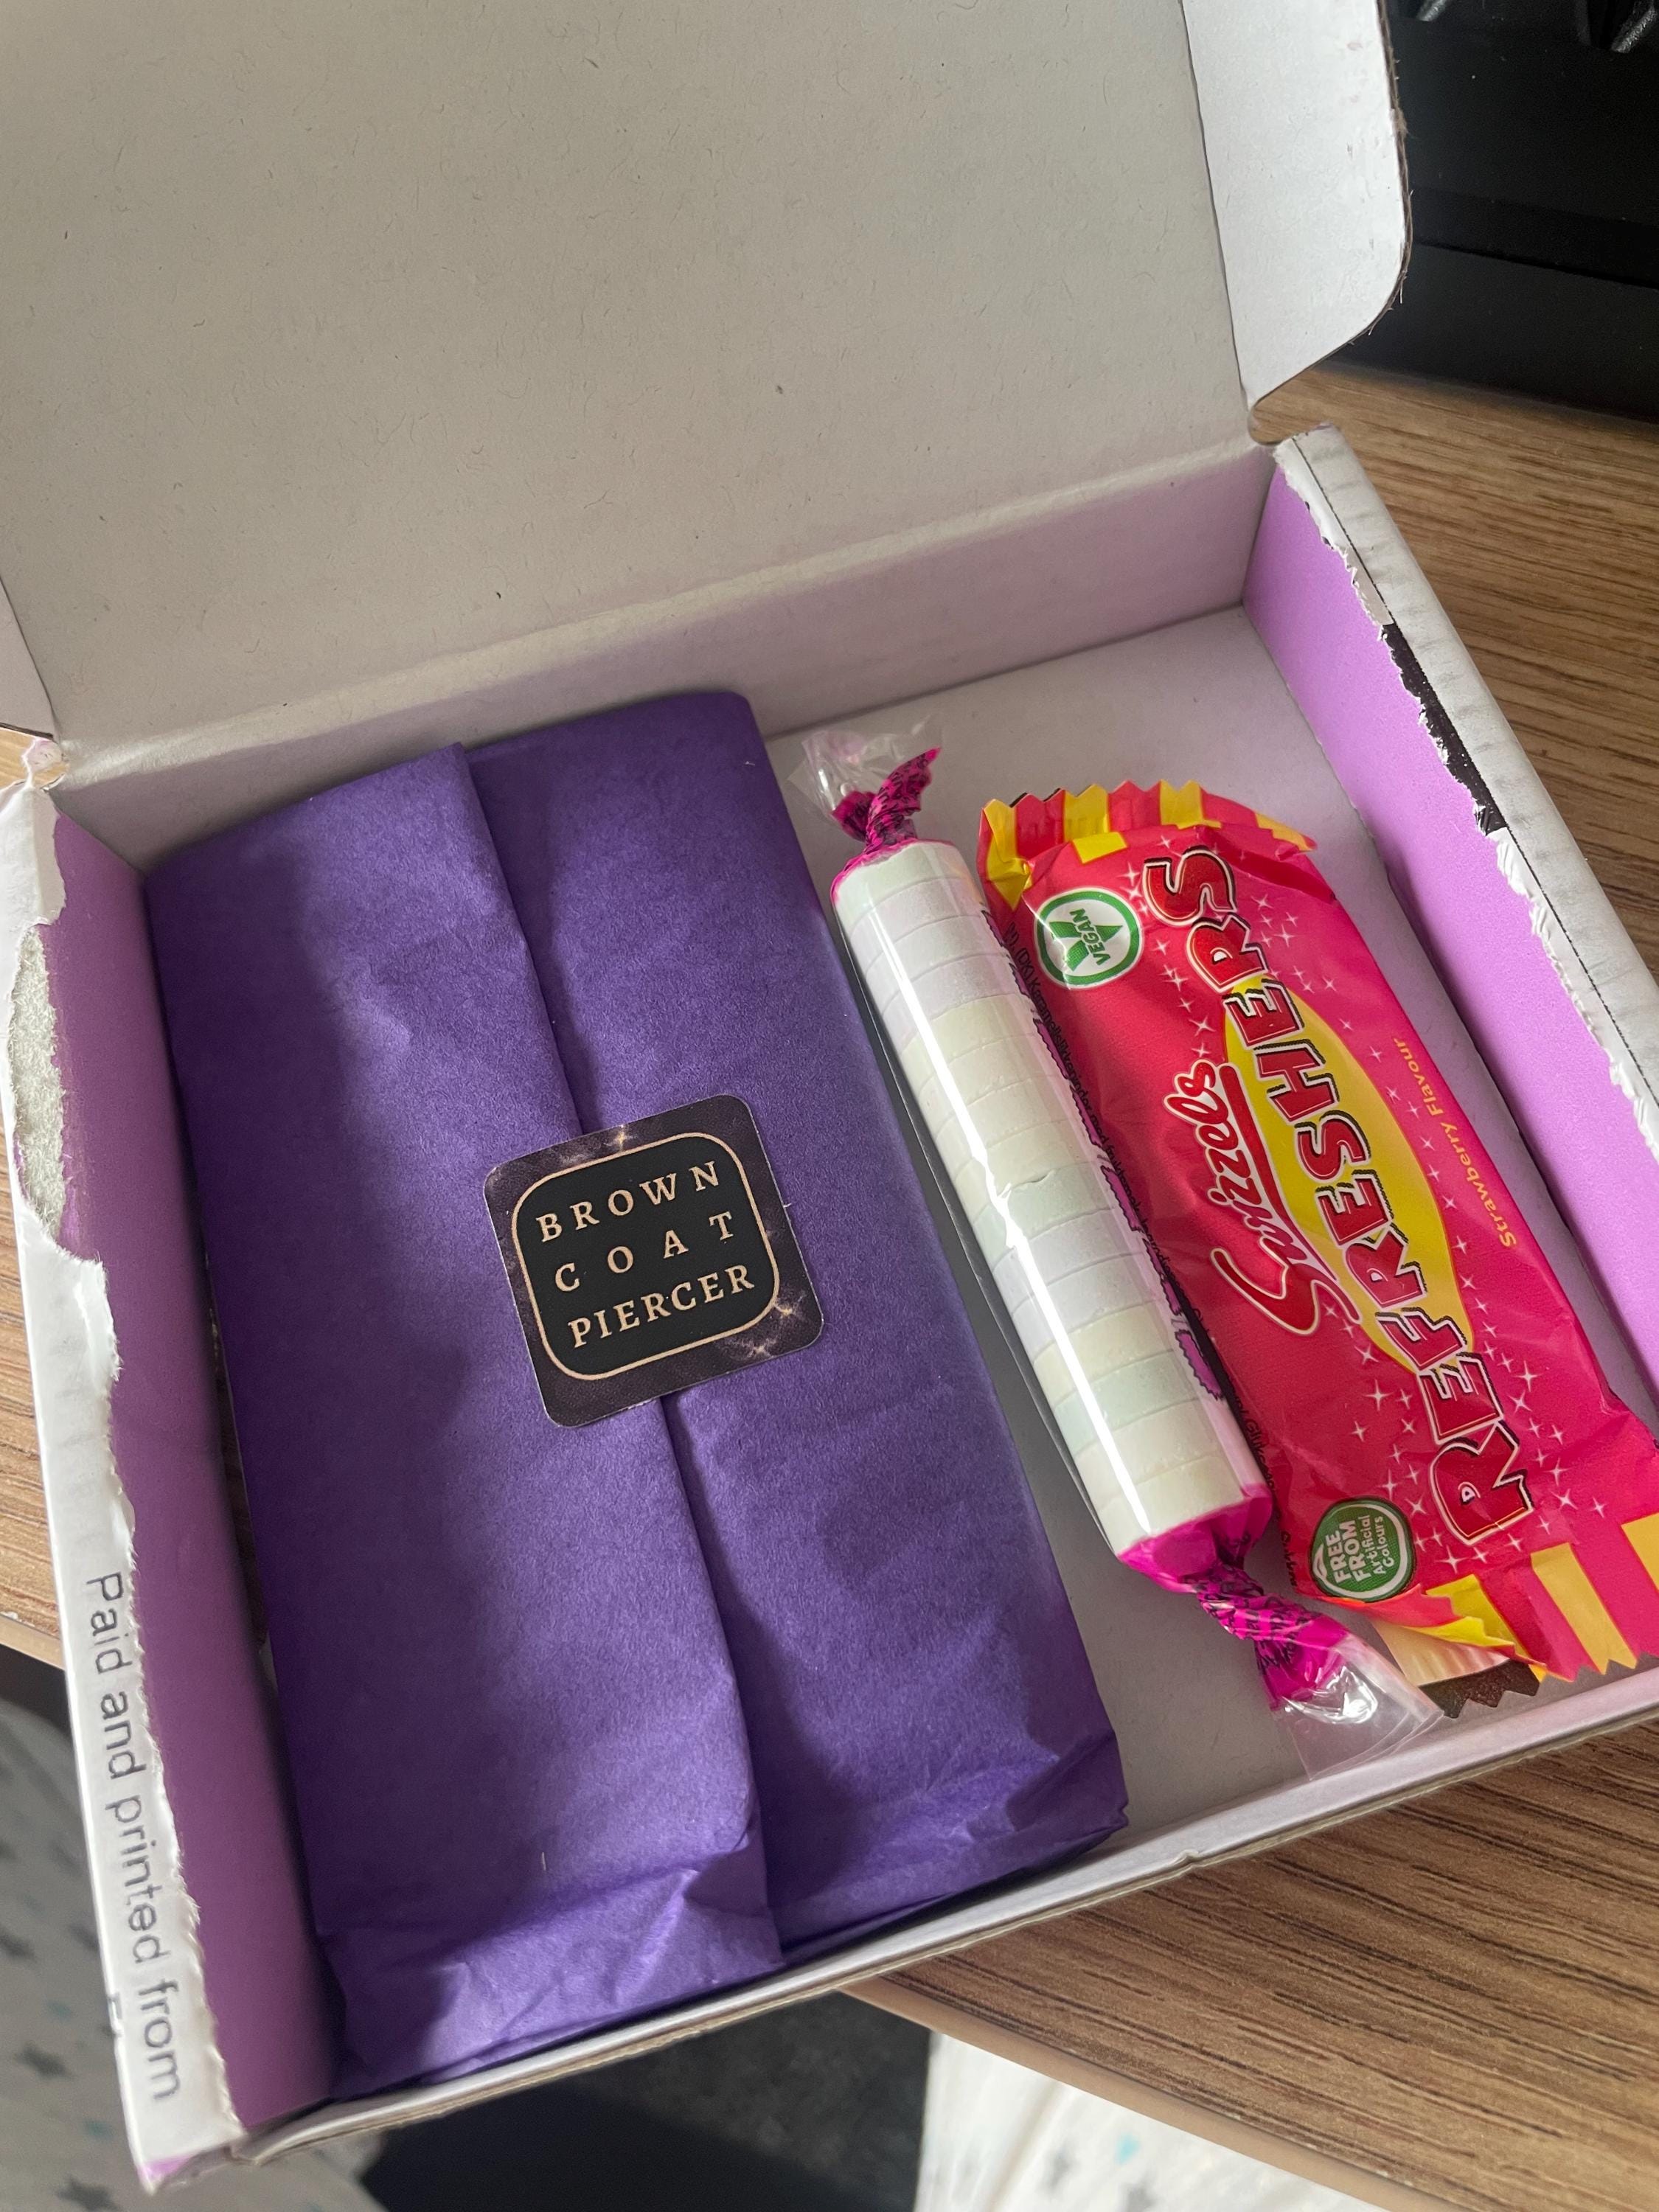 BROWN
COAT
PIERCER
VEGAN
Swizzels
REFRESHERS
Strawberry Flavour
FREE
FROM
Artificial
Colours
Paid and printed from